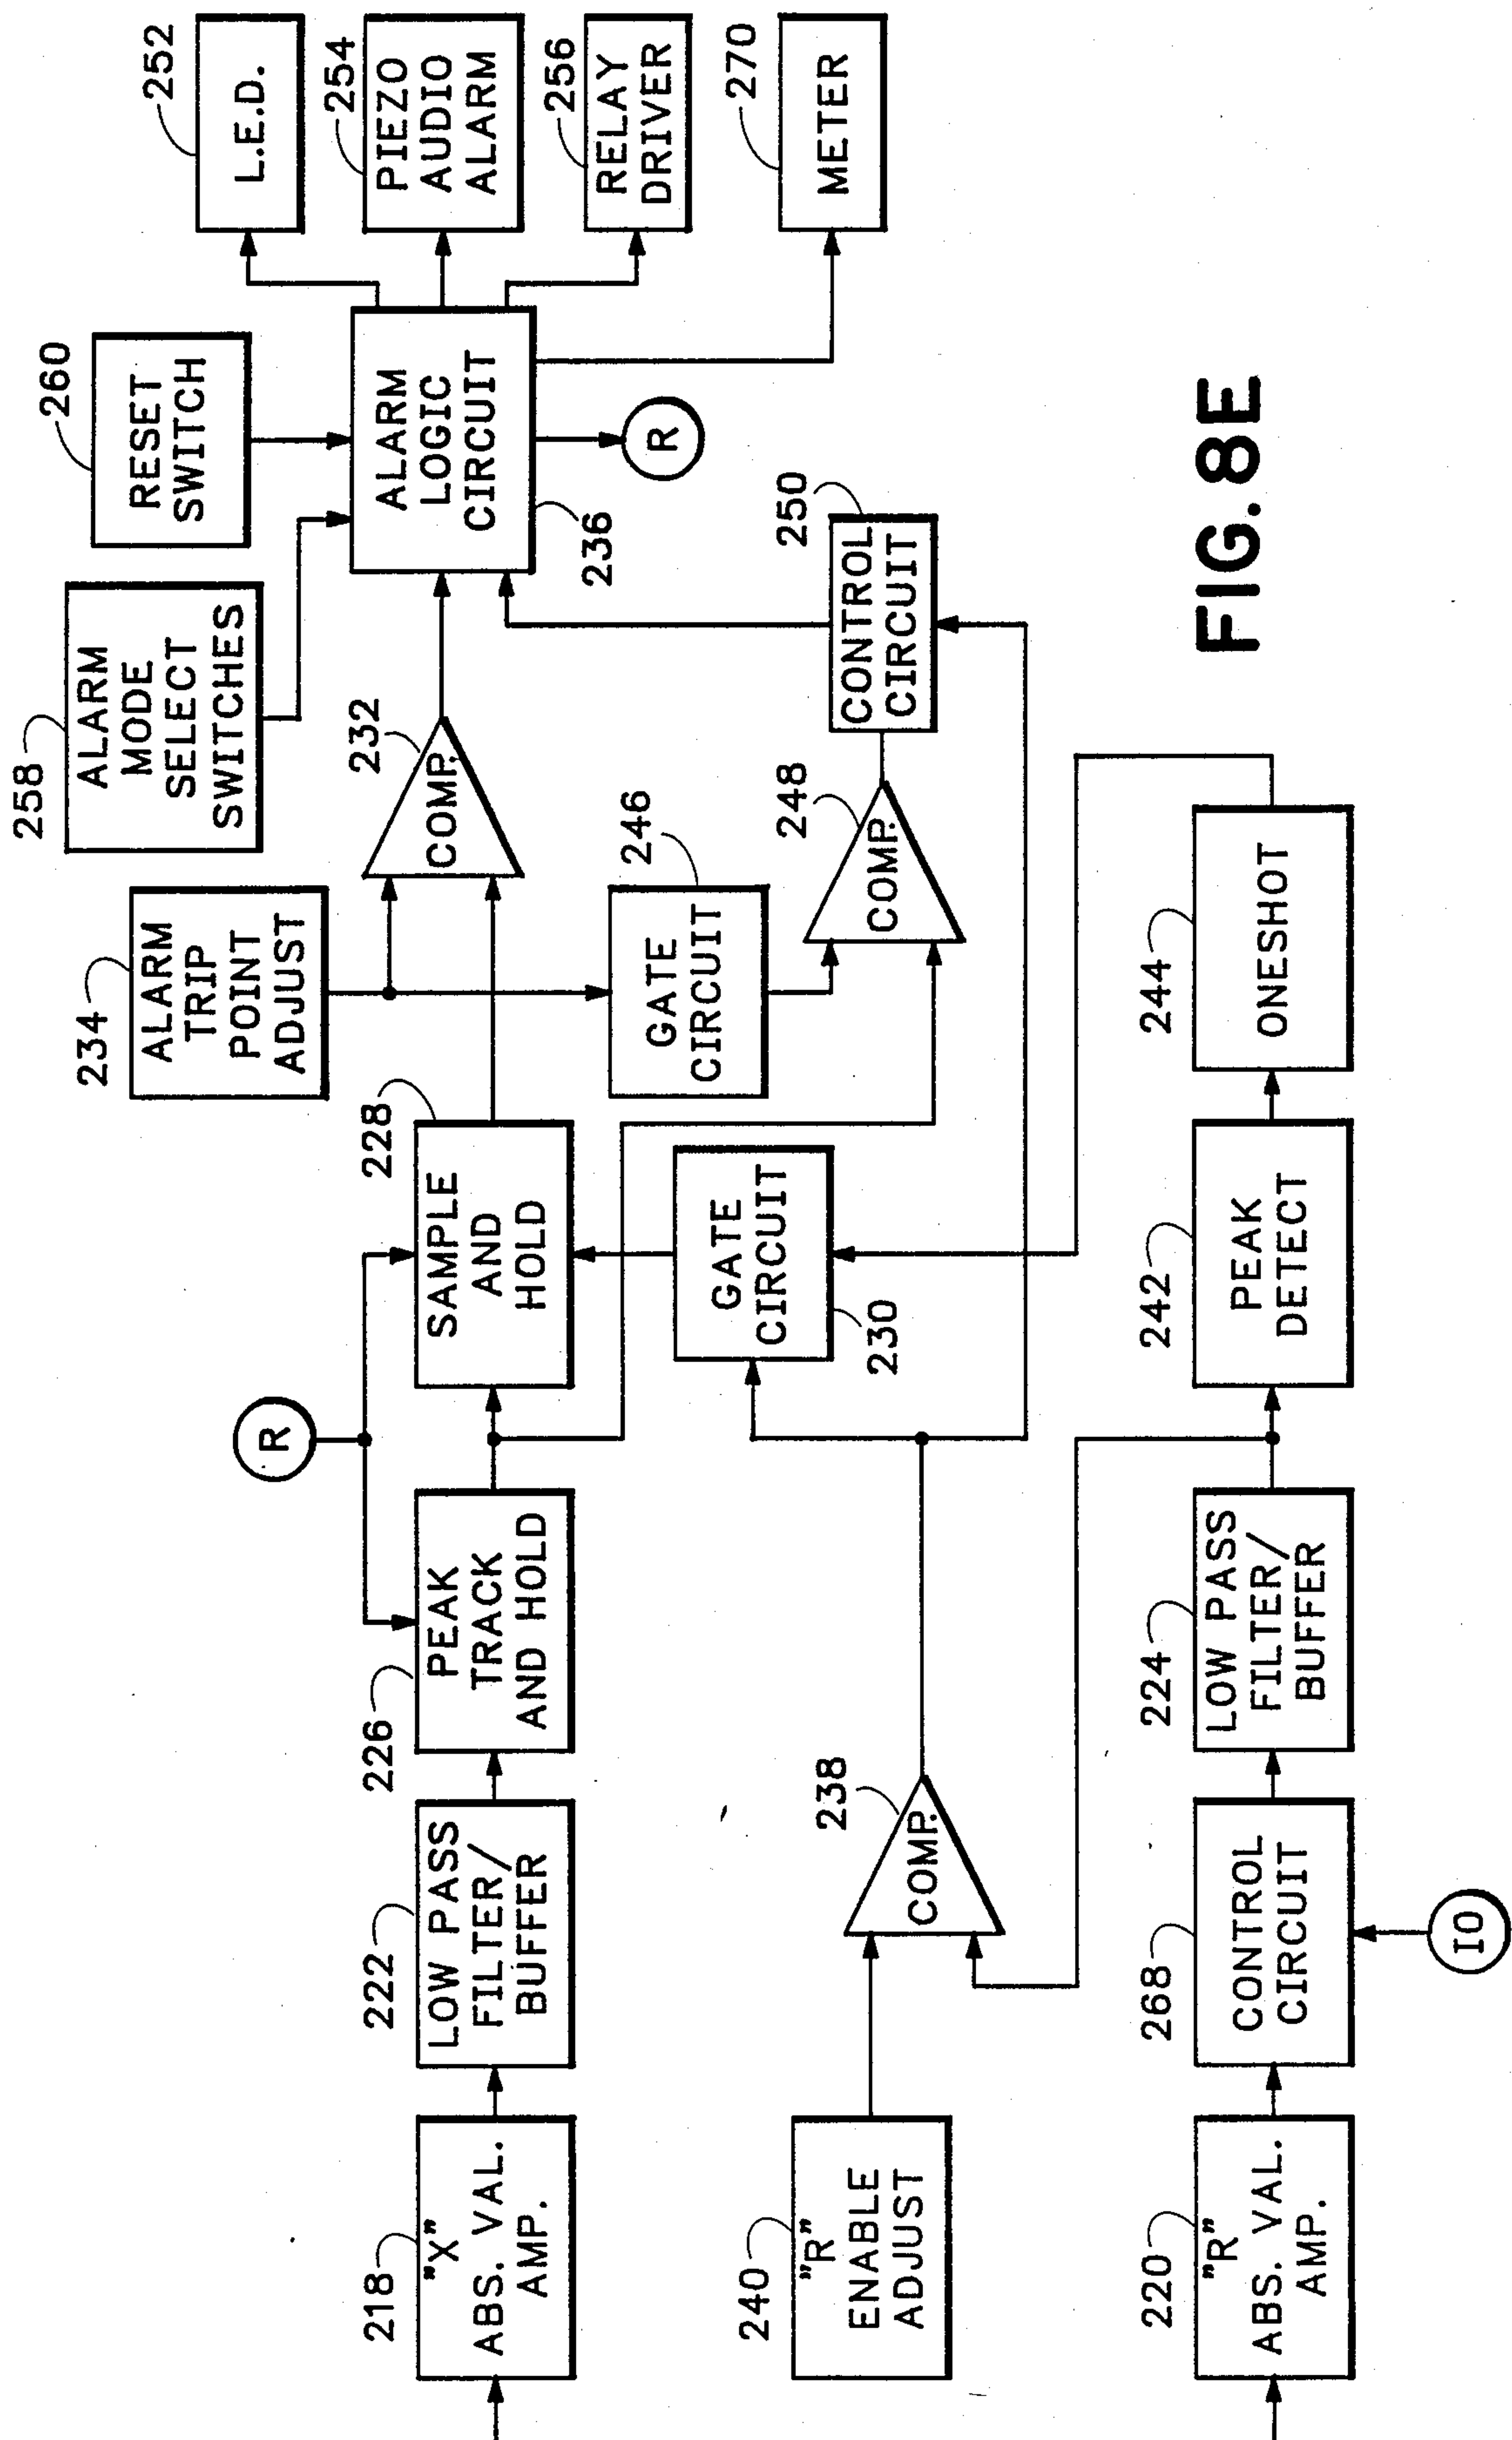 258
ALARM
MODE
SELECT
SWITCHES
260
RESET
SWITCH
252
L.E.D.
234
ALARM
TRIP
POINT
ADJUST
232
COMP.
ALARM
LOGIC
CIRCUIT
236
254
PIEZO
AUDIO
ALARM
256
RELAY
DRIVER
270
METER
R
R
218
"X"
ABS. VAL.
AMP.
222
LOW PASS
FILTER/
BUFFER
226
PEAK
TRACK
AND HOLD
228
SAMPLE
AND
HOLD
246
GATE
CIRCUIT
230
GATE
CIRCUIT
248
COMP.
250
CONTROL
CIRCUIT
240
"R"
ENABLE
ADJUST
238
COMP.
220
"R"
ABS. VAL.
AMP.
268
CONTROL
CIRCUIT
IO
224
LOW PASS
FILTER/
BUFFER
242
PEAK
DETECT
244
ONESHOT
FIG. 8E